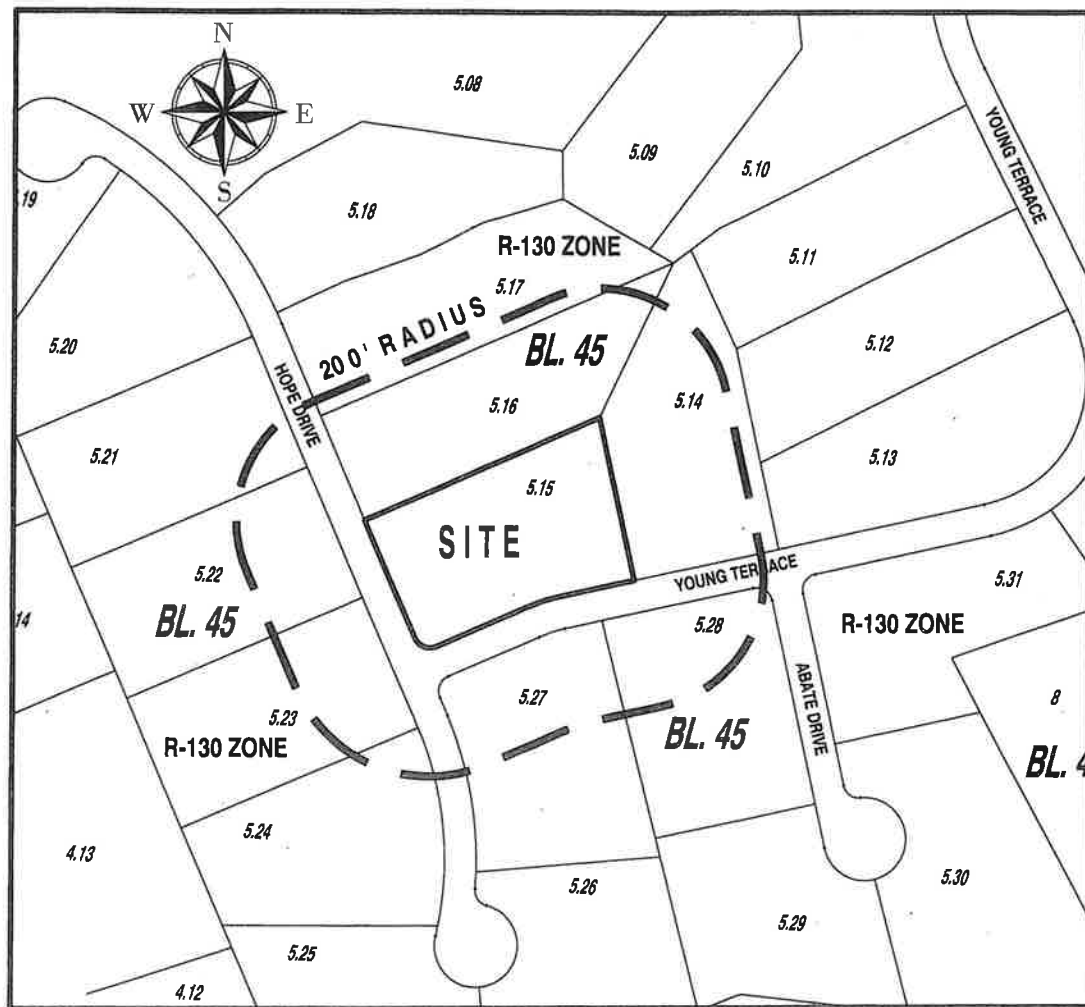 N
W E
S
5.08
5.09
5.10
YOUNG TERRACE
.19
5.18
R-130 ZONE
5.11
5.17
200' RADIUS
5.20
BL. 45
5.12
HOPE DRIVE
5.16
5.14
5.21
5.13
5.15
SITE
5.22
YOUNG TERRACE
5.31
BL. 45
14
5.28
R-130 ZONE
5.27
ABATE DRIVE
8
5.23
R-130 ZONE
BL. 45
BL. 4
5.24
4.13
5.26
5.30
5.29
5.25
4.12